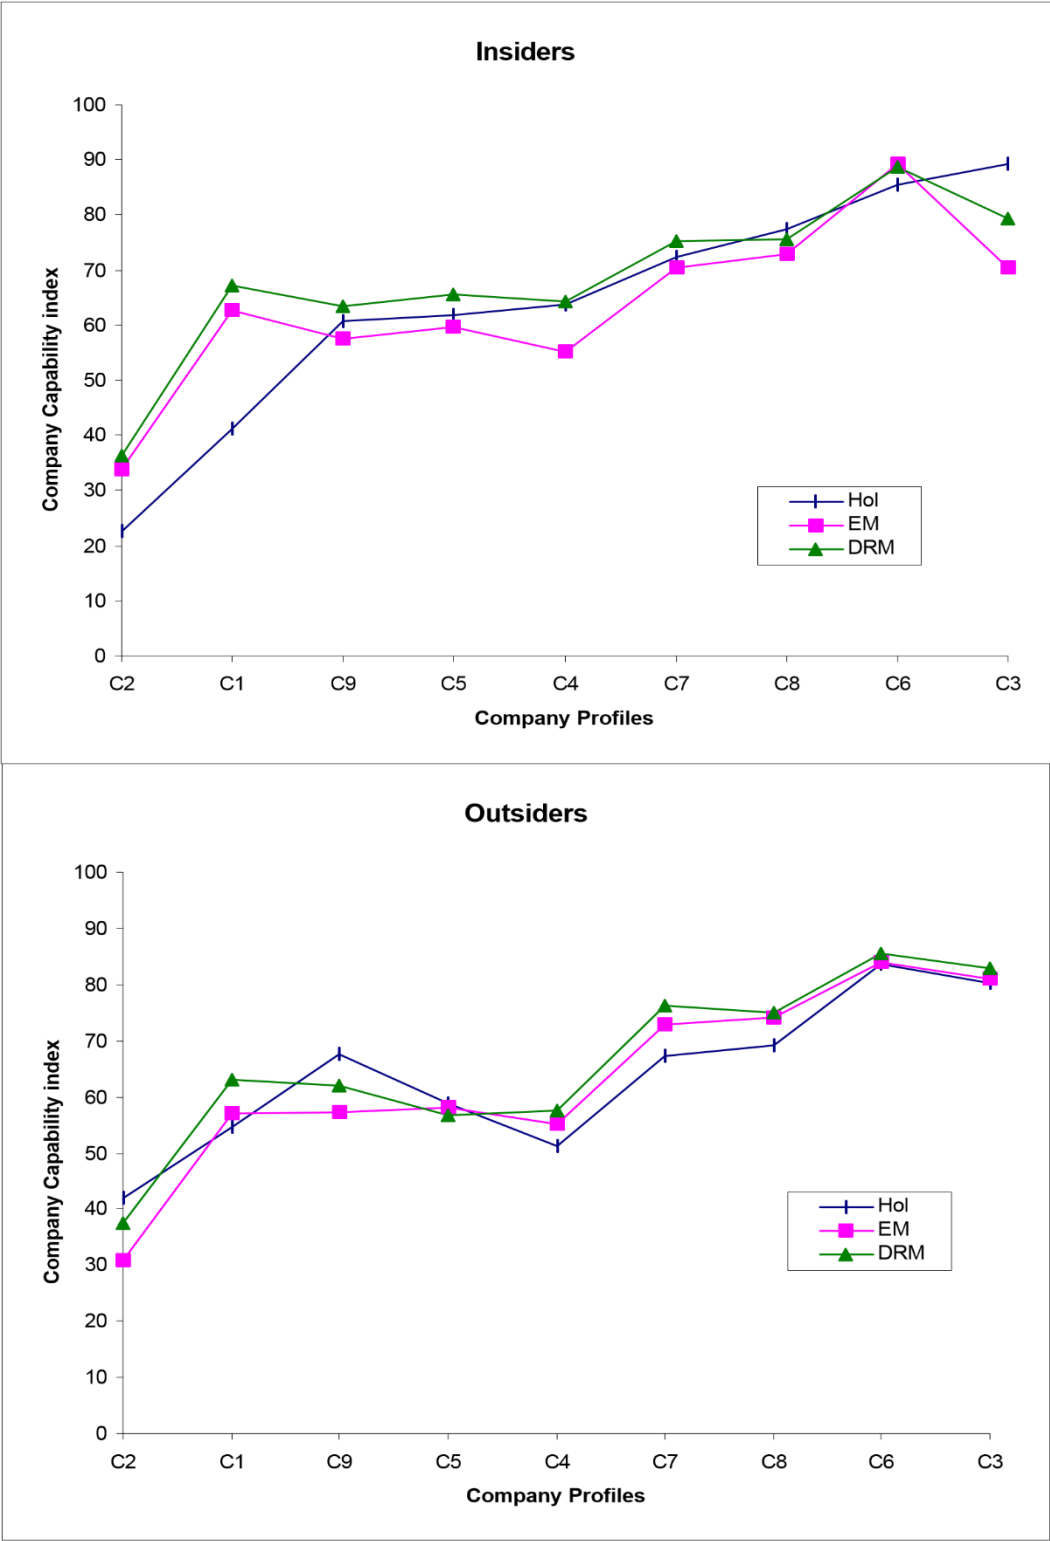 Insiders
Company Capability index
100
90
80
70
60
50
40
30
20
10
0
Hol
EM
DRM
C2 C1 C9 C5 C4 C7 C8 C6 C3
Company Profiles
Outsiders
Company Capability index
100
90
80
70
60
50
40
30
20
10
0
Hol
EM
DRM
C2 C1 C9 C5 C4 C7 C8 C6 C3
Company Profiles